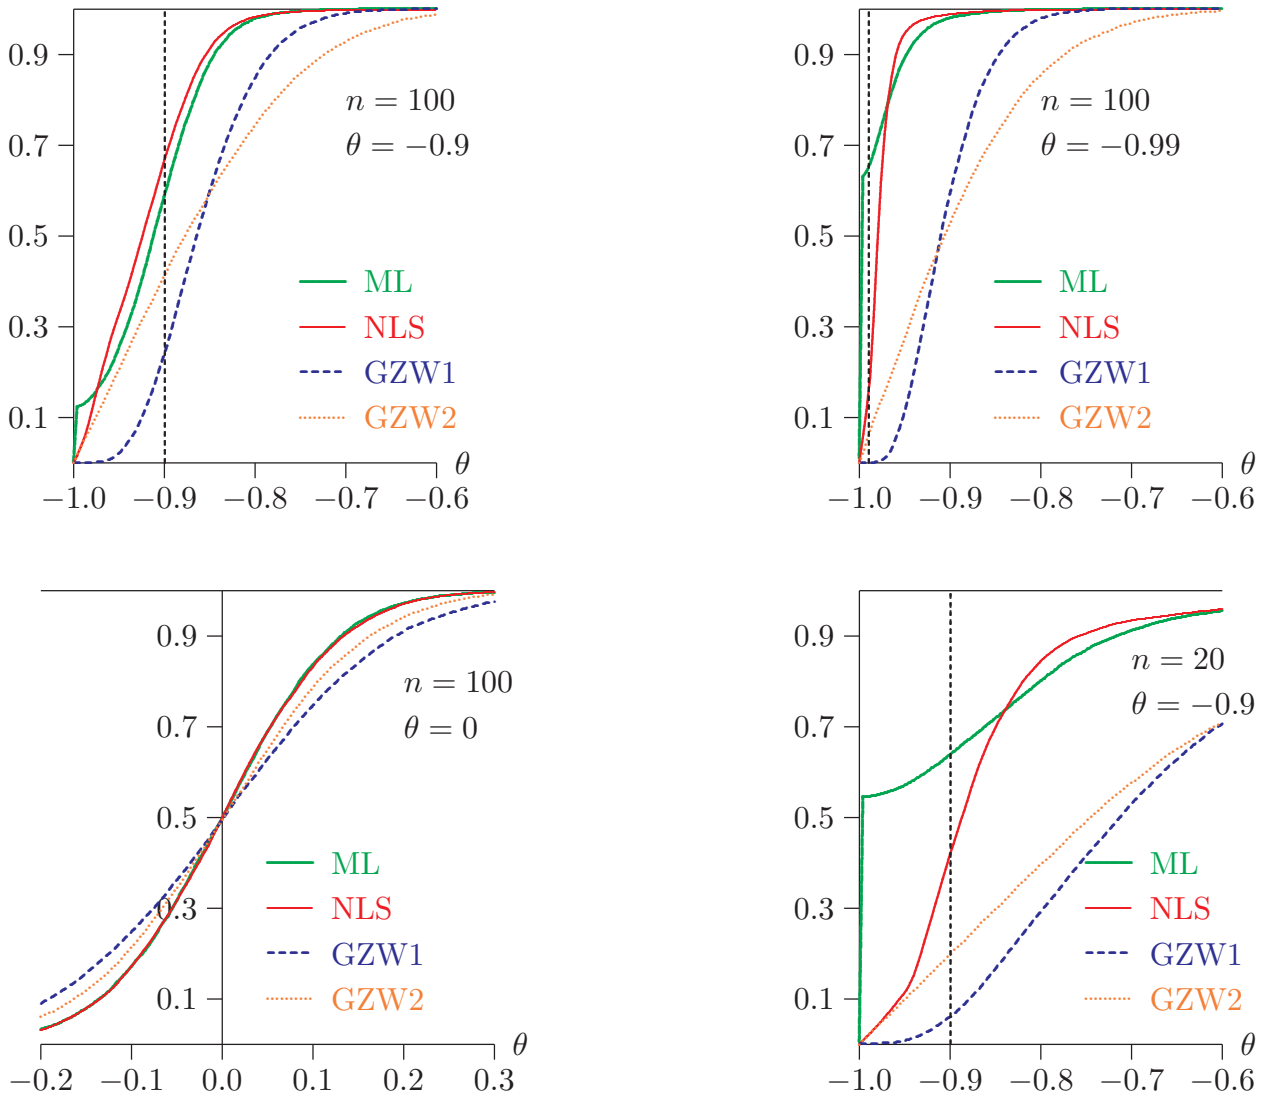 0.9
0.7
0.5
0.3
0.1
n = 100
θ = −0.9
ML
NLS
GZW1
GZW2
θ
−1.0 −0.9 −0.8 −0.7 −0.6
0.9
0.7
0.5
0.3
0.1
n = 100
θ = −0.99
ML
NLS
GZW1
GZW2
θ
−1.0 −0.9 −0.8 −0.7 −0.6
0.9
0.7
0.5
0.3
0.1
n = 100
θ = 0
ML
NLS
GZW1
GZW2
θ
−0.2 −0.1 0.0 0.1 0.2 0.3
0.9
0.7
0.5
0.3
0.1
n = 20
θ = −0.9
ML
NLS
GZW1
GZW2
θ
−1.0 −0.9 −0.8 −0.7 −0.6